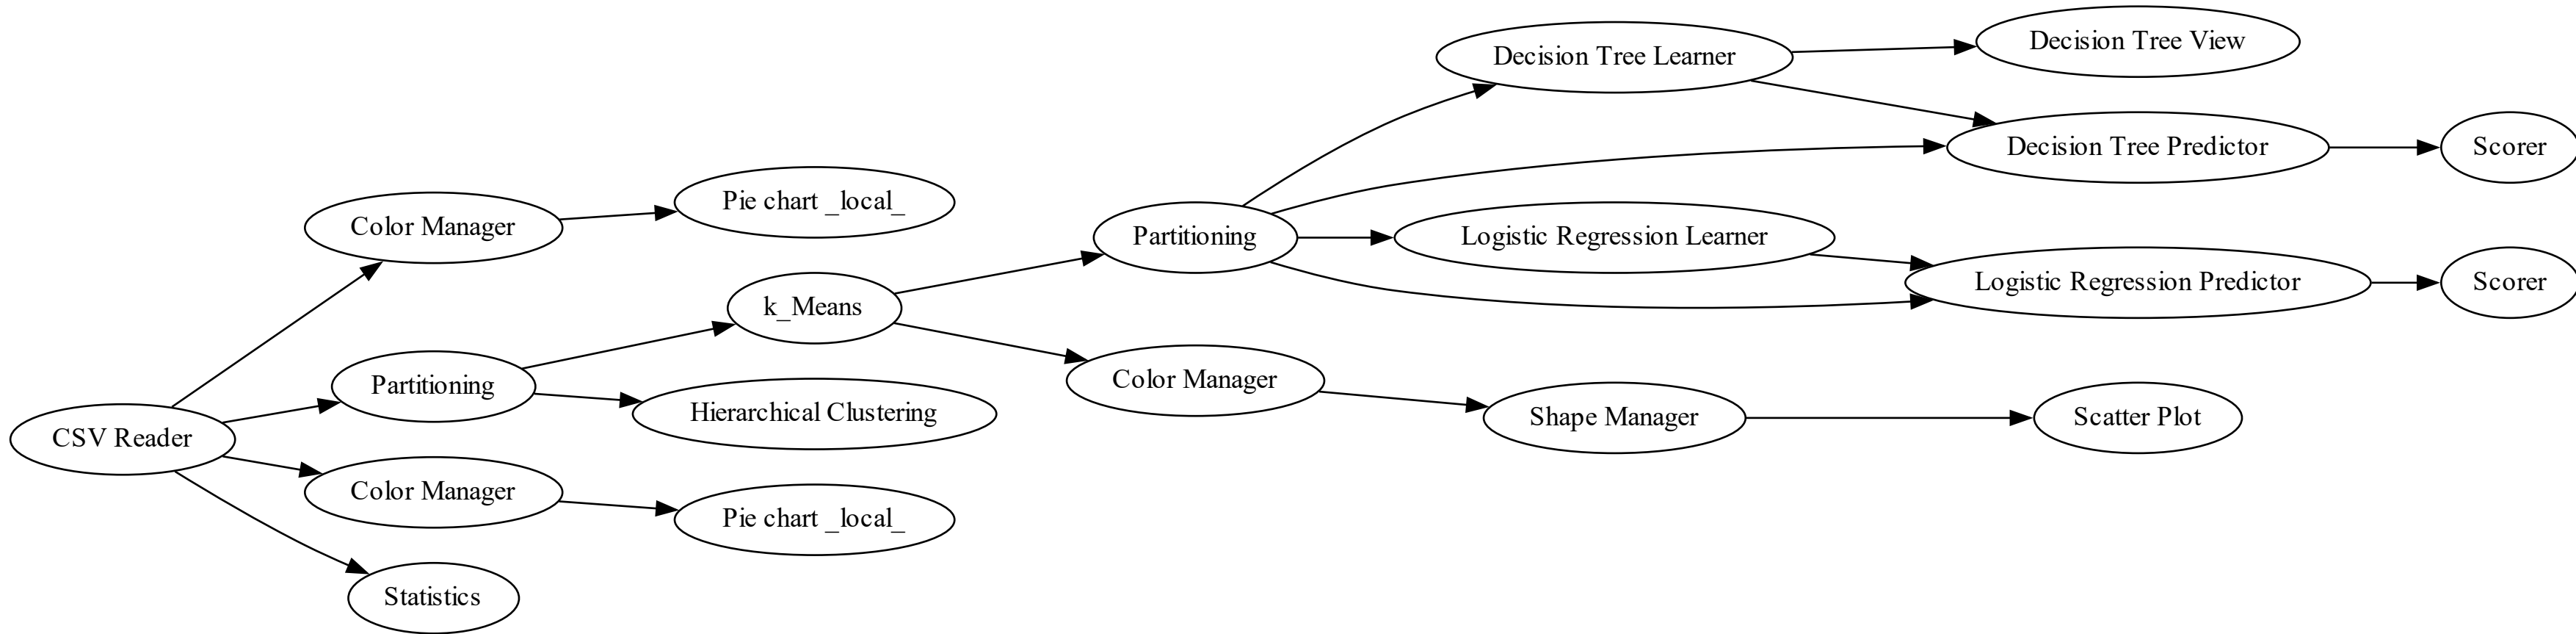 Decision Tree View
Decision Tree Learner
Decision Tree Predictor
Scorer
Pie chart _local_
Color Manager
Partitioning
Logistic Regression Learner
Logistic Regression Predictor
Scorer
k_Means
Color Manager
Partitioning
Hierarchical Clustering
Shape Manager
Scatter Plot
CSV Reader
Color Manager
Pie chart _local_
Statistics